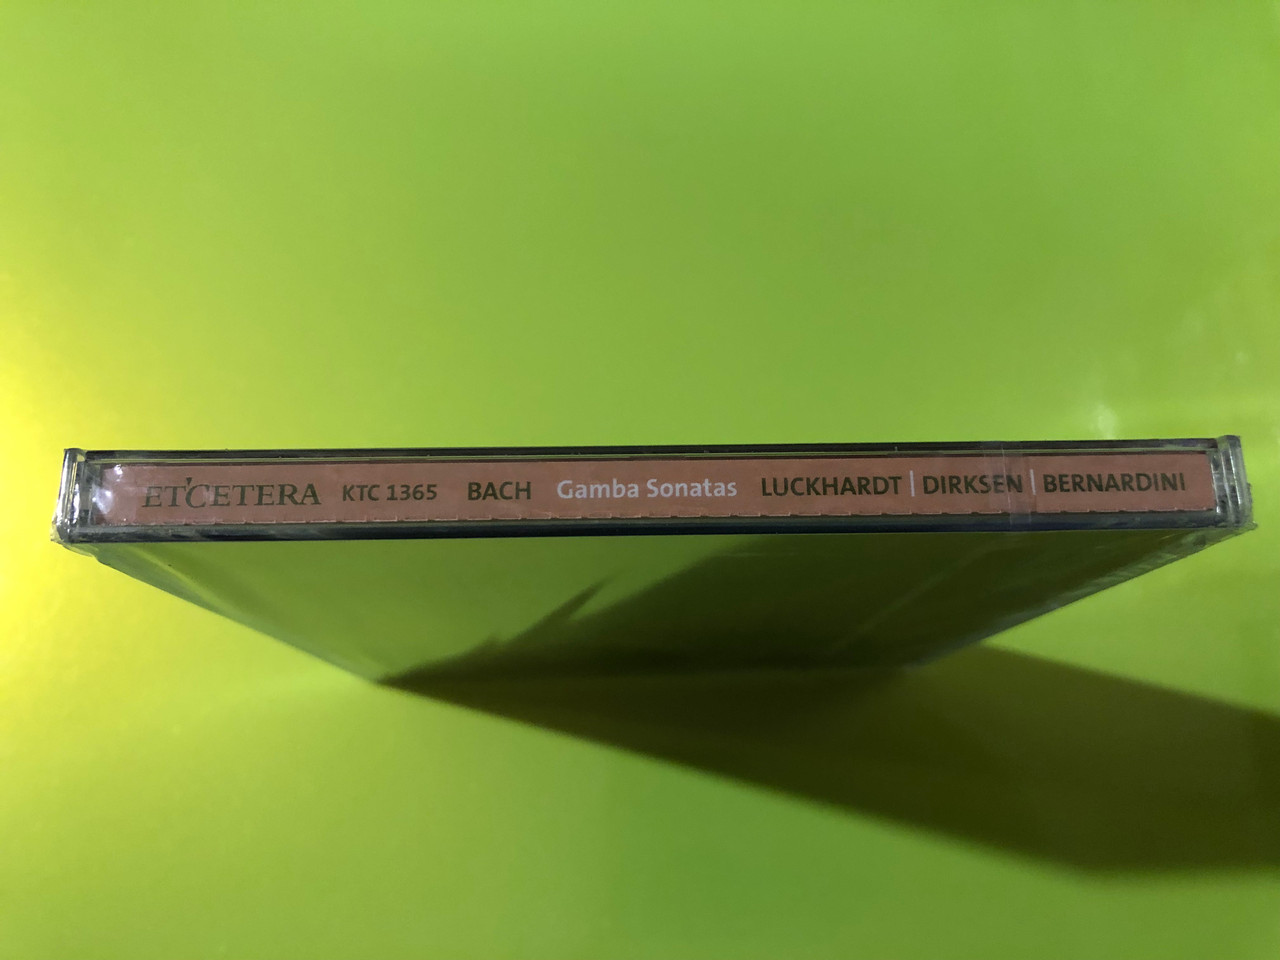 ET'CETERA KTC 1365 BACH Gamba Sonatas LUCKHARDT | DIRKSEN | BERNARDINI